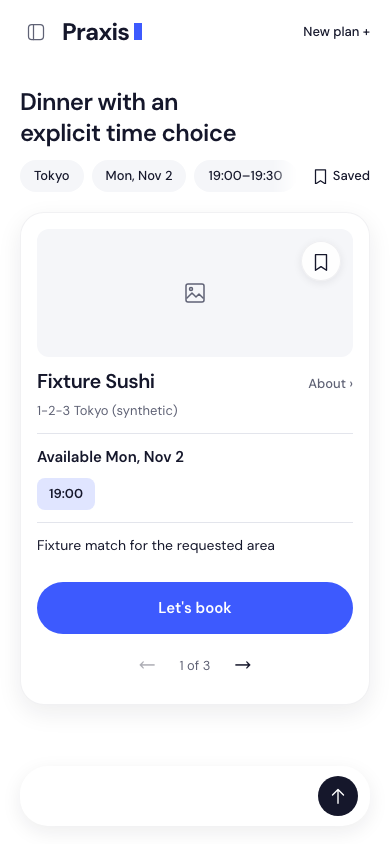 Praxis
New plan +
Dinner with an
explicit time choice
Tokyo
Mon, Nov 2
19:00–19:30
Saved
Fixture Sushi
About ›
1-2-3 Tokyo (synthetic)
Available Mon, Nov 2
19:00
Fixture match for the requested area
Let's book
← 1 of 3 →